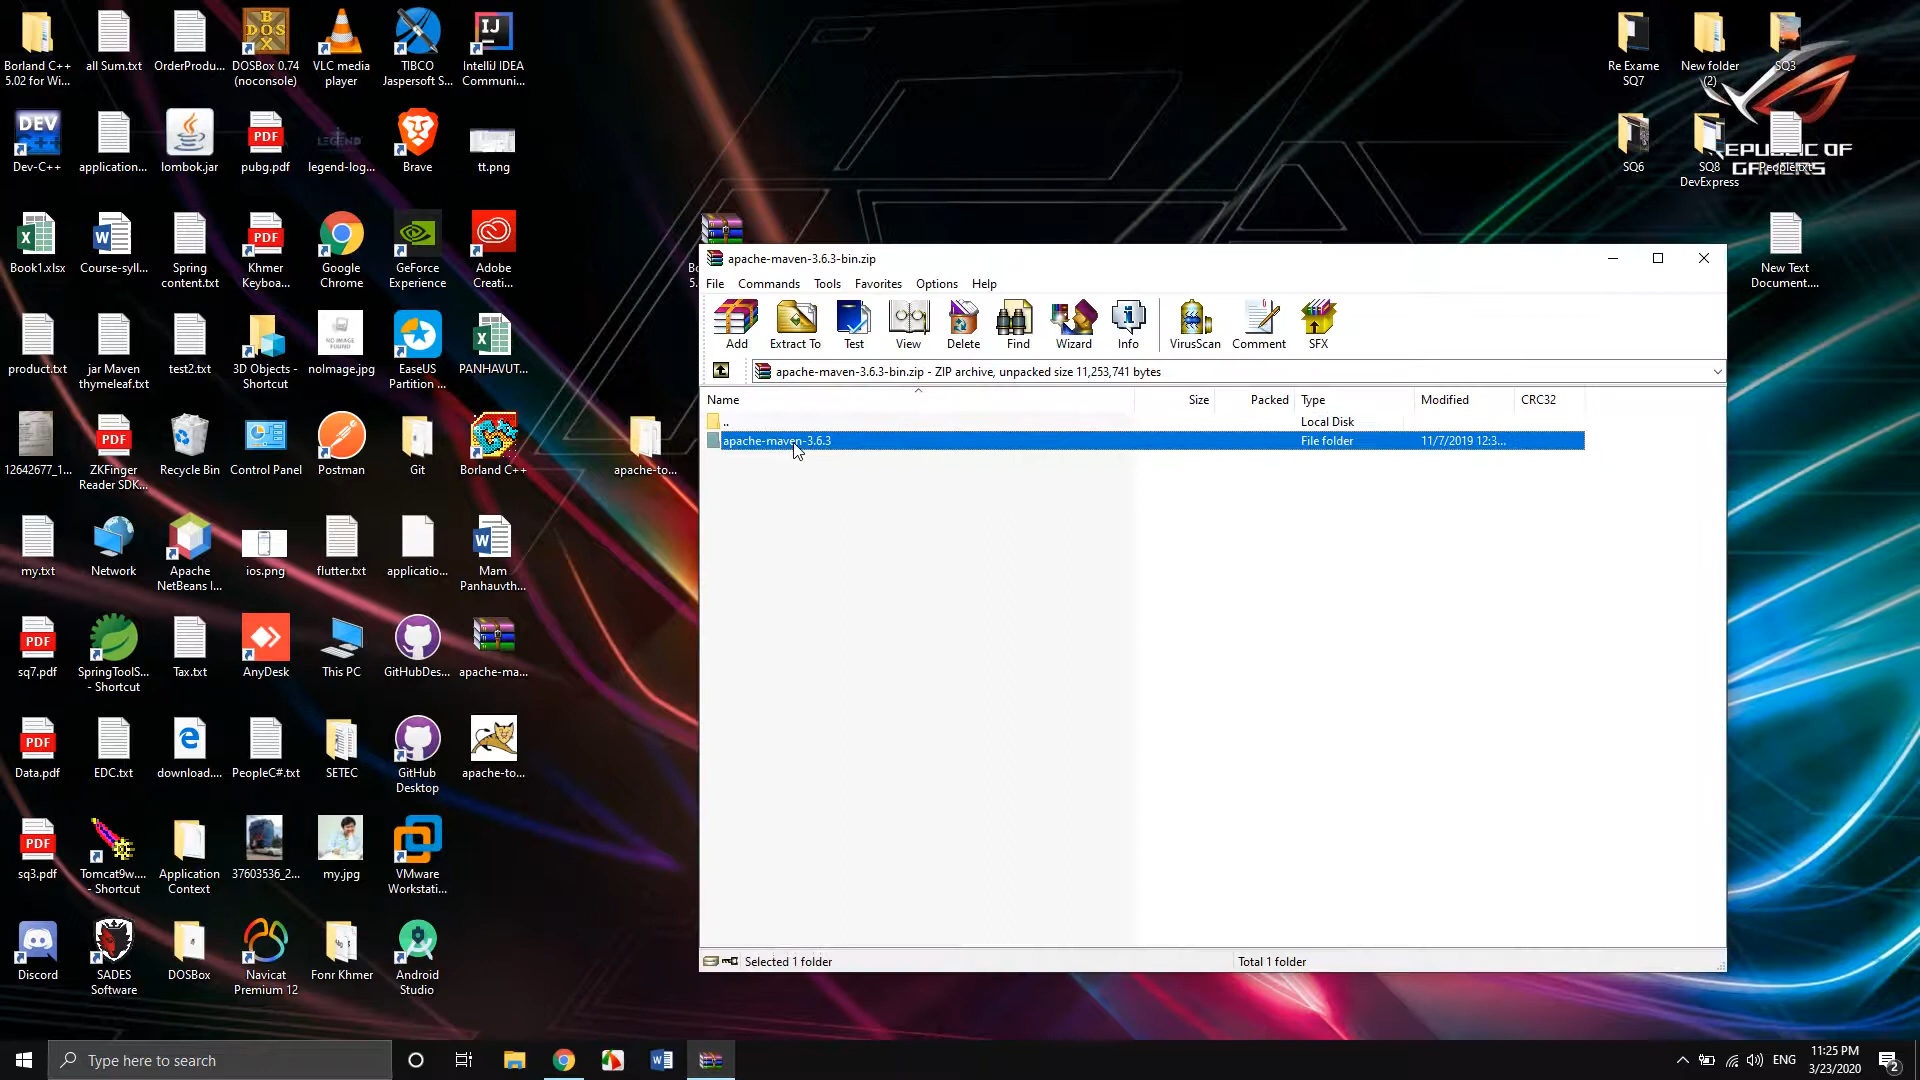 Borland C++
5.02 for Wi...
all Sum.txt
OrderProdu...
DOSBox 0.74
(noconsole)
VLC media
player
TIBCO
Jaspersoft S...
IntelliJ IDEA
Communi...
Re Exame
SQ7
New folder
(2)
SQ3
Dev-C++
application...
lombok.jar
pubg.pdf
legend-log...
Brave
tt.png
SQ6
SQ8
DevExpress
Book1.xlsx
Course-syll...
Spring
content.txt
Khmer
Keyboa...
Google
Chrome
GeForce
Experience
Adobe
Creati...
New Text
Document....
product.txt
jar Maven
thymeleaf.txt
test2.txt
3D Objects -
Shortcut
noImage.jpg
EaseUS
Partition ...
PANHAVUT...
12642677_1...
ZKFinger
Reader SDK...
Recycle Bin
Control Panel
Postman
Git
Borland C++
apache-to...
my.txt
Network
Apache
NetBeans I...
ios.png
flutter.txt
applicatio...
Mam
Panhauvth...
sq7.pdf
SpringToolS...
- Shortcut
Tax.txt
AnyDesk
This PC
GitHubDes...
apache-ma...
Data.pdf
EDC.txt
download....
PeopleC#.txt
SETEC
GitHub
Desktop
apache-to...
sq3.pdf
Tomcat9w....
- Shortcut
Application
Context
37603536_2...
my.jpg
VMware
Workstati...
Discord
SADES
Software
DOSBox
Navicat
Premium 12
Fonr Khmer
Android
Studio
apache-maven-3.6.3-bin.zip
File Commands Tools Favorites Options Help
Add Extract To Test View Delete Find Wizard Info VirusScan Comment SFX
apache-maven-3.6.3-bin.zip - ZIP archive, unpacked size 11,253,741 bytes
Name Size Packed Type Modified CRC32
.. Local Disk
apache-maven-3.6.3 File folder 11/7/2019 12:3...
Selected 1 folder Total 1 folder
Type here to search
ENG
11:25 PM
3/23/2020
2